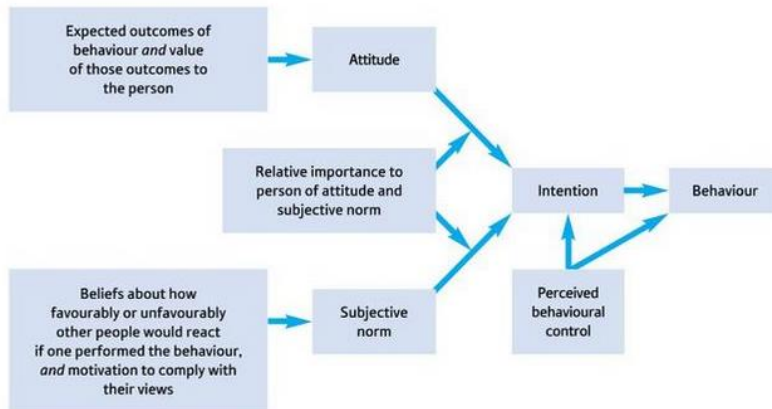 Expected outcomes of
behaviour and value
of those outcomes to
the person
Attitude
Relative importance to
person of attitude and
subjective norm
Intention
Behaviour
Beliefs about how
favourably or unfavourably
other people would react
if one performed the behaviour,
and motivation to comply with
their views
Subjective
norm
Perceived
behavioural
control